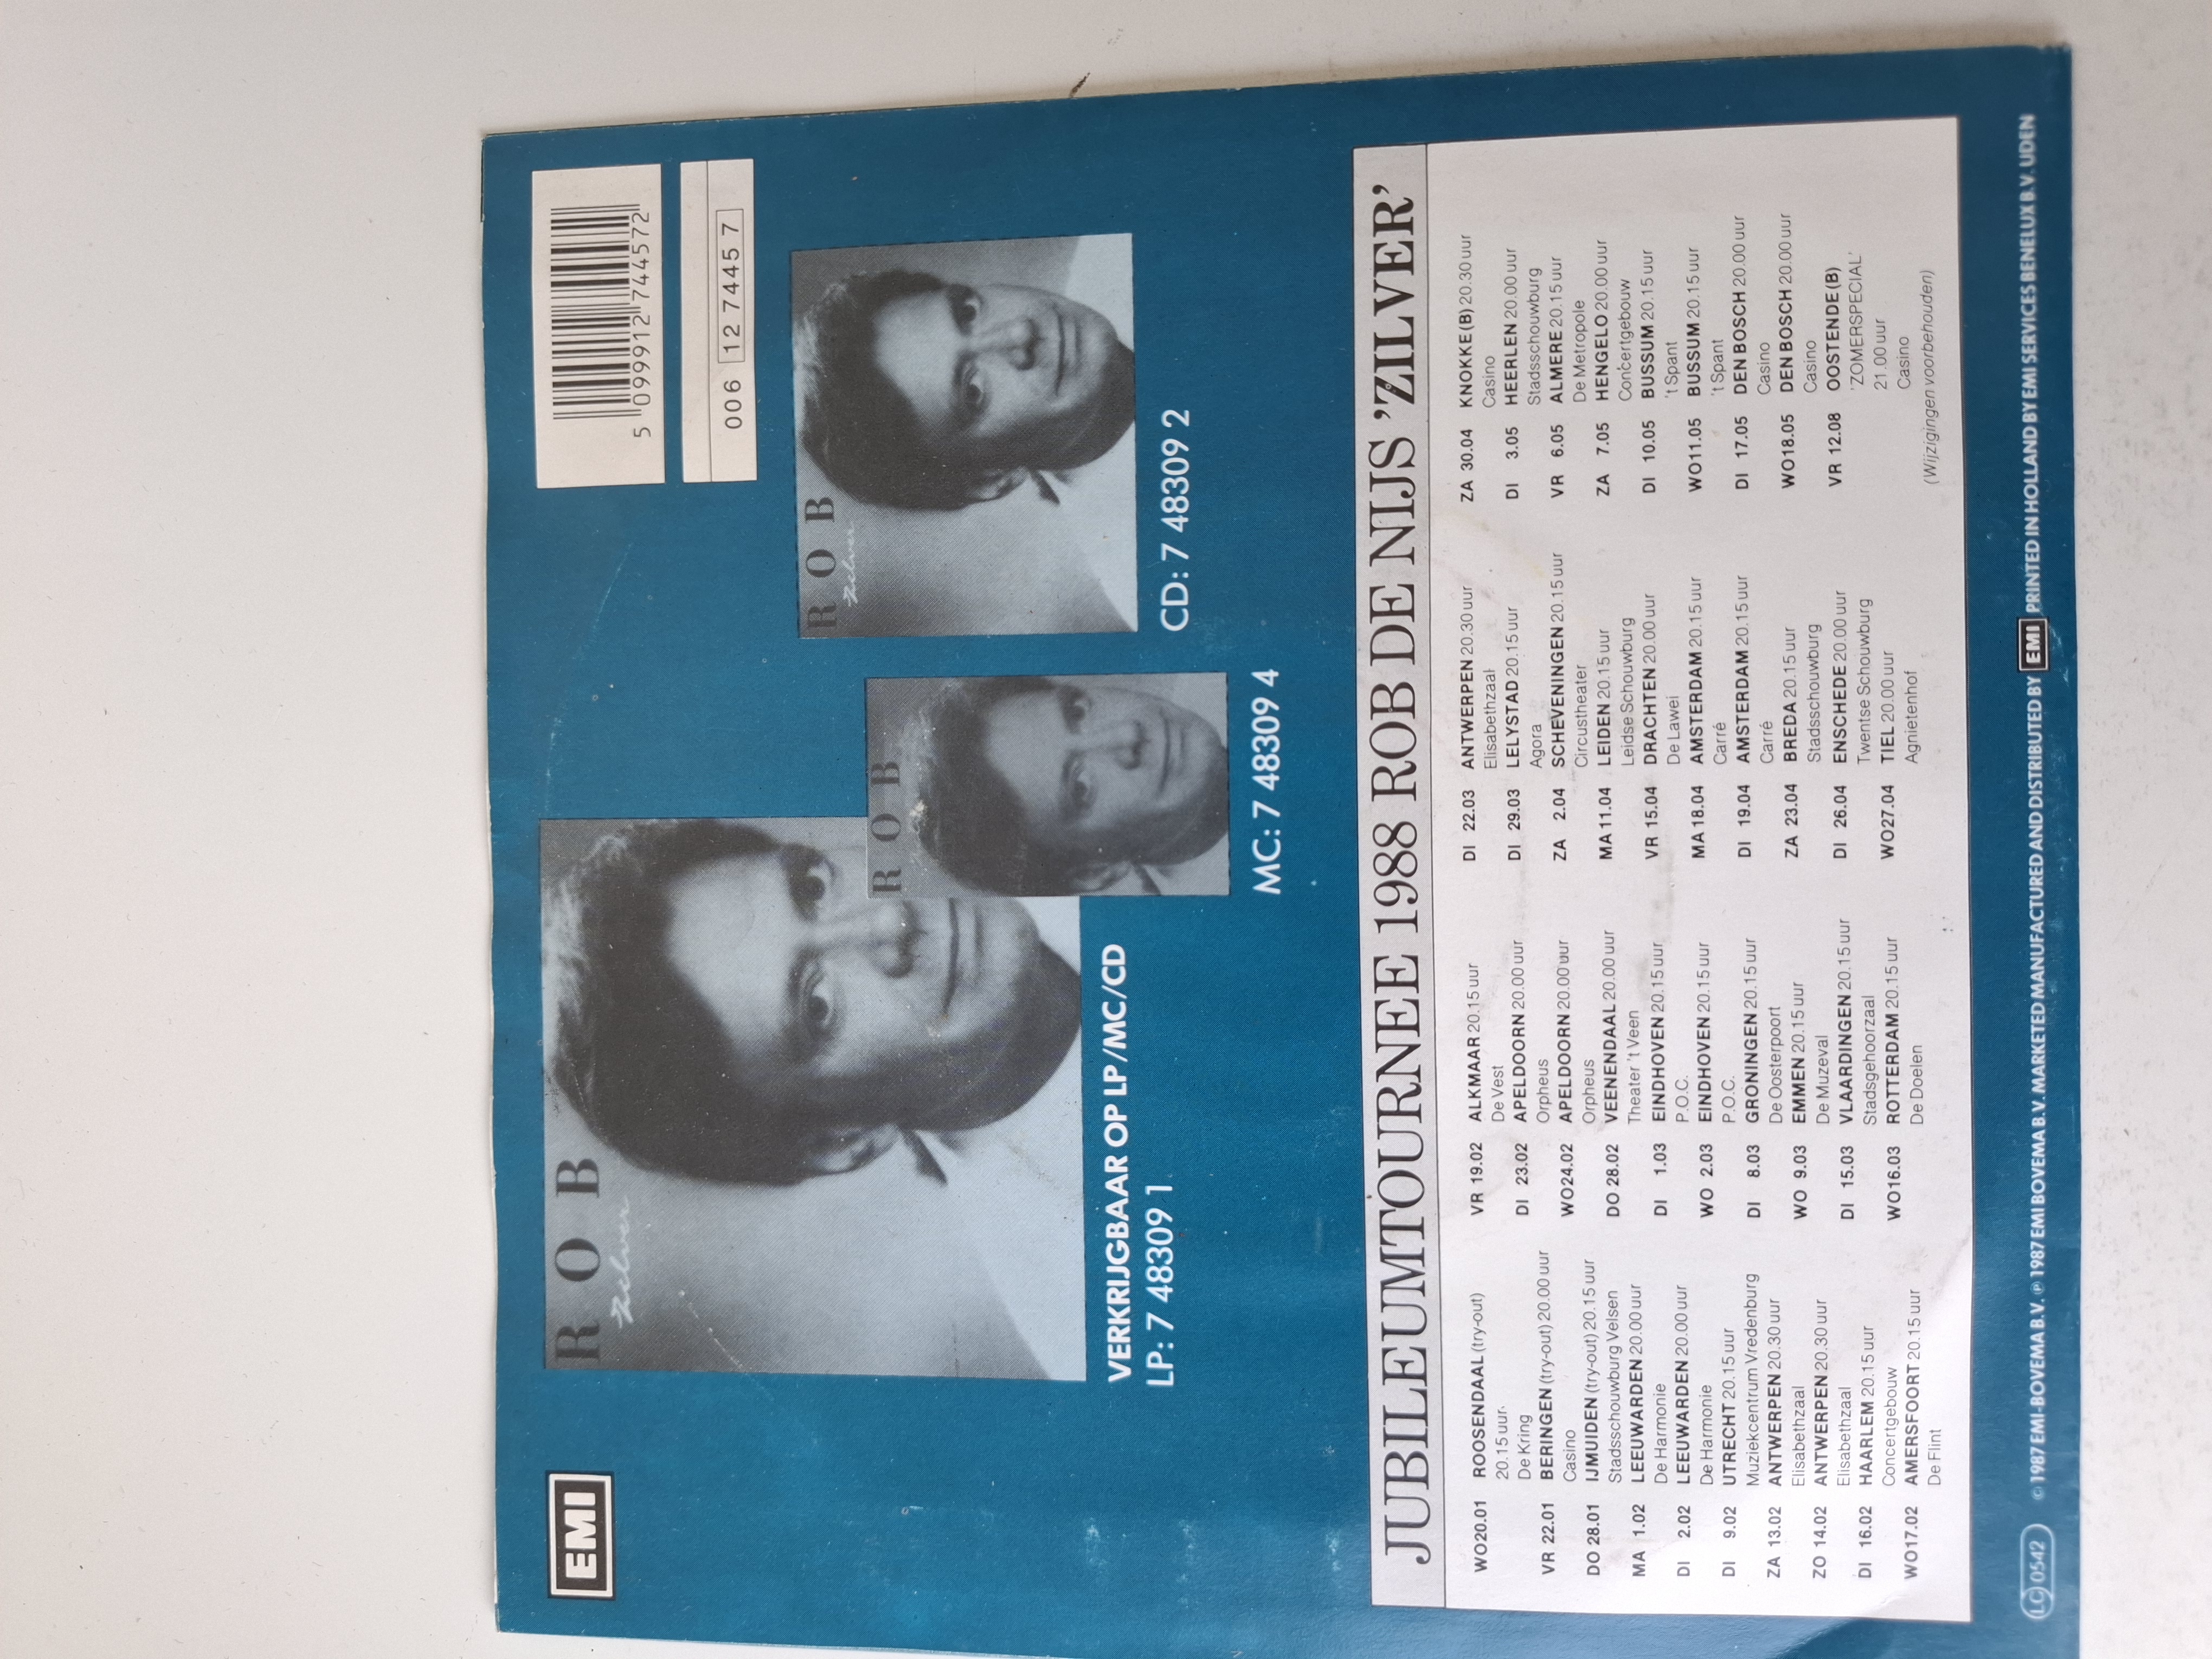 EMI
5 099912 744572
006 12 7445 7
R O B
Zilver
R O B
R O B
Zilver
VERKRIJGBAAR OP LP/MC/CD
LP: 7 48309 1
MC: 7 48309 4
CD: 7 48309 2
JUBILEUMTOURNEE 1988 ROB DE NIJS 'ZILVER'
WO 20.01 ROOSENDAAL (try-out)
20.15 uur
De Kring
VR 22.01 BERINGEN (try-out) 20.00 uur
Casino
DO 28.01 IJMUIDEN (try-out) 20.15 uur
Stadsschouwburg Velsen
MA 1.02 LEEUWARDEN 20.00 uur
De Harmonie
DI 2.02 LEEUWARDEN 20.00 uur
De Harmonie
DI 9.02 UTRECHT 20.15 uur
Muziekcentrum Vredenburg
ZA 13.02 ANTWERPEN 20.30 uur
Elisabethzaal
ZO 14.02 ANTWERPEN 20.30 uur
Elisabethzaal
DI 16.02 HAARLEM 20.15 uur
Concertgebouw
WO 17.02 AMERSFOORT 20.15 uur
De Flint
VR 19.02 ALKMAAR 20.15 uur
De Vest
DI 23.02 APELDOORN 20.00 uur
Orpheus
WO 24.02 APELDOORN 20.00 uur
Orpheus
DO 28.02 VEENENDAAL 20.00 uur
Theater 't Veen
DI 1.03 EINDHOVEN 20.15 uur
P.O.C.
WO 2.03 EINDHOVEN 20.15 uur
P.O.C.
DI 8.03 GRONINGEN 20.15 uur
De Oosterpoort
WO 9.03 EMMEN 20.15 uur
De Muzeval
DI 15.03 VLAARDINGEN 20.15 uur
Stadsgehoorzaal
WO 16.03 ROTTERDAM 20.15 uur
De Doelen
DI 22.03 ANTWERPEN 20.30 uur
Elisabethzaal
DI 29.03 LELYSTAD 20.15 uur
Agora
ZA 2.04 SCHEVENINGEN 20.15 uur
Circustheater
MA 11.04 LEIDEN 20.15 uur
Leidse Schouwburg
VR 15.04 DRACHTEN 20.00 uur
De Lawei
MA 18.04 AMSTERDAM 20.15 uur
Carré
DI 19.04 AMSTERDAM 20.15 uur
Carré
ZA 23.04 BREDA 20.15 uur
Stadsschouwburg
DI 26.04 ENSCHEDE 20.00 uur
Twentse Schouwburg
WO 27.04 TIEL 20.00 uur
Agnietenhof
ZA 30.04 KNOKKE (B) 20.30 uur
Casino
DI 3.05 HEERLEN 20.00 uur
Stadsschouwburg
VR 6.05 ALMERE 20.15 uur
De Metropole
ZA 7.05 HENGELO 20.00 uur
Concertgebouw
DI 10.05 BUSSUM 20.15 uur
't Spant
WO 11.05 BUSSUM 20.15 uur
't Spant
DI 17.05 DEN BOSCH 20.00 uur
Casino
WO 18.05 DEN BOSCH 20.00 uur
Casino
VR 12.08 OOSTENDE (B)
'ZOMERSPECIAL'
21.00 uur
Casino
(Wijzigingen voorbehouden)
LC 0542 © 1987 EMI-BOVEMA B.V. ℗ 1987 EMI BOVEMA B.V. MARKETED MANUFACTURED AND DISTRIBUTED BY EMI PRINTED IN HOLLAND BY EMI SERVICES BENELUX B.V. UDEN